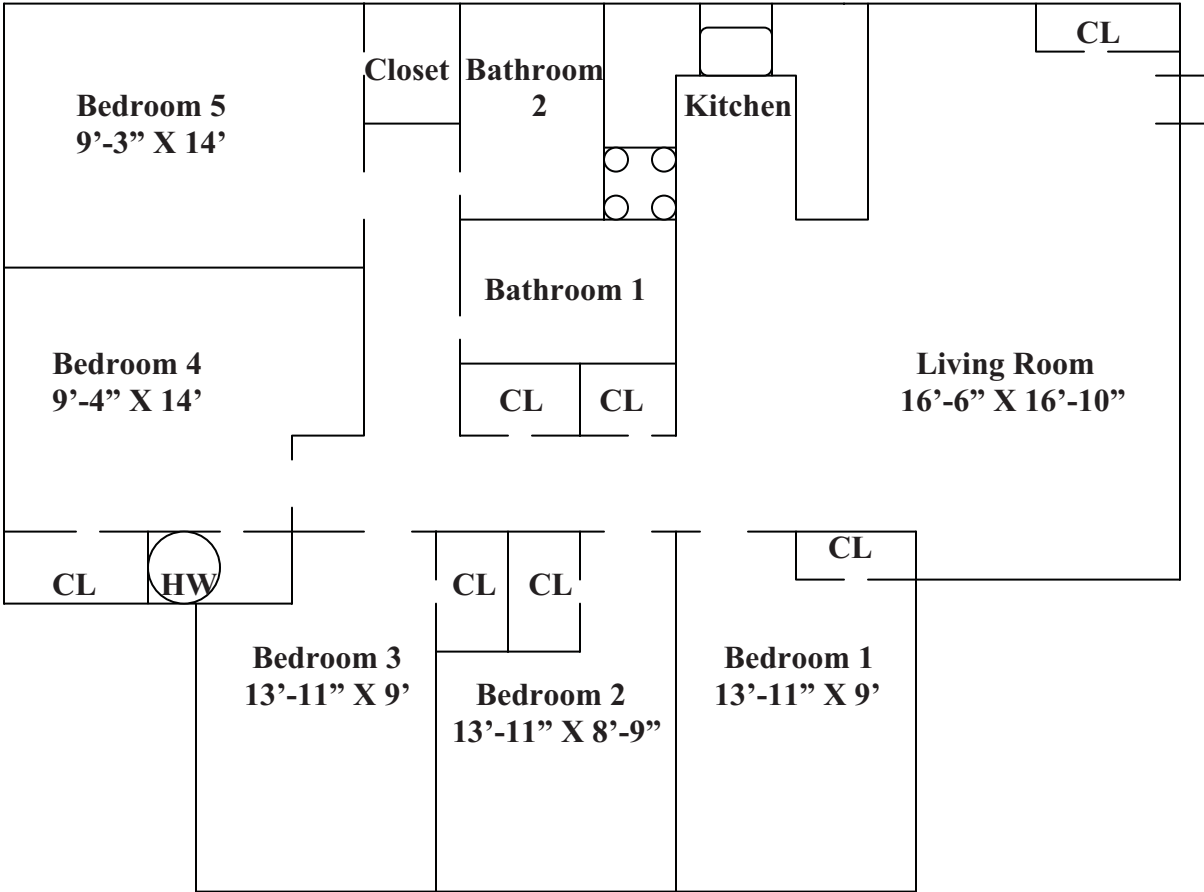 CL
Closet
Bathroom
2
Bedroom 5
9’-3” X 14’
Kitchen
Bathroom 1
Bedroom 4
9’-4” X 14’
CL
CL
Living Room
16’-6” X 16’-10”
CL
CL
HW
CL
CL
Bedroom 3
13’-11” X 9’
Bedroom 2
13’-11” X 8’-9”
Bedroom 1
13’-11” X 9’